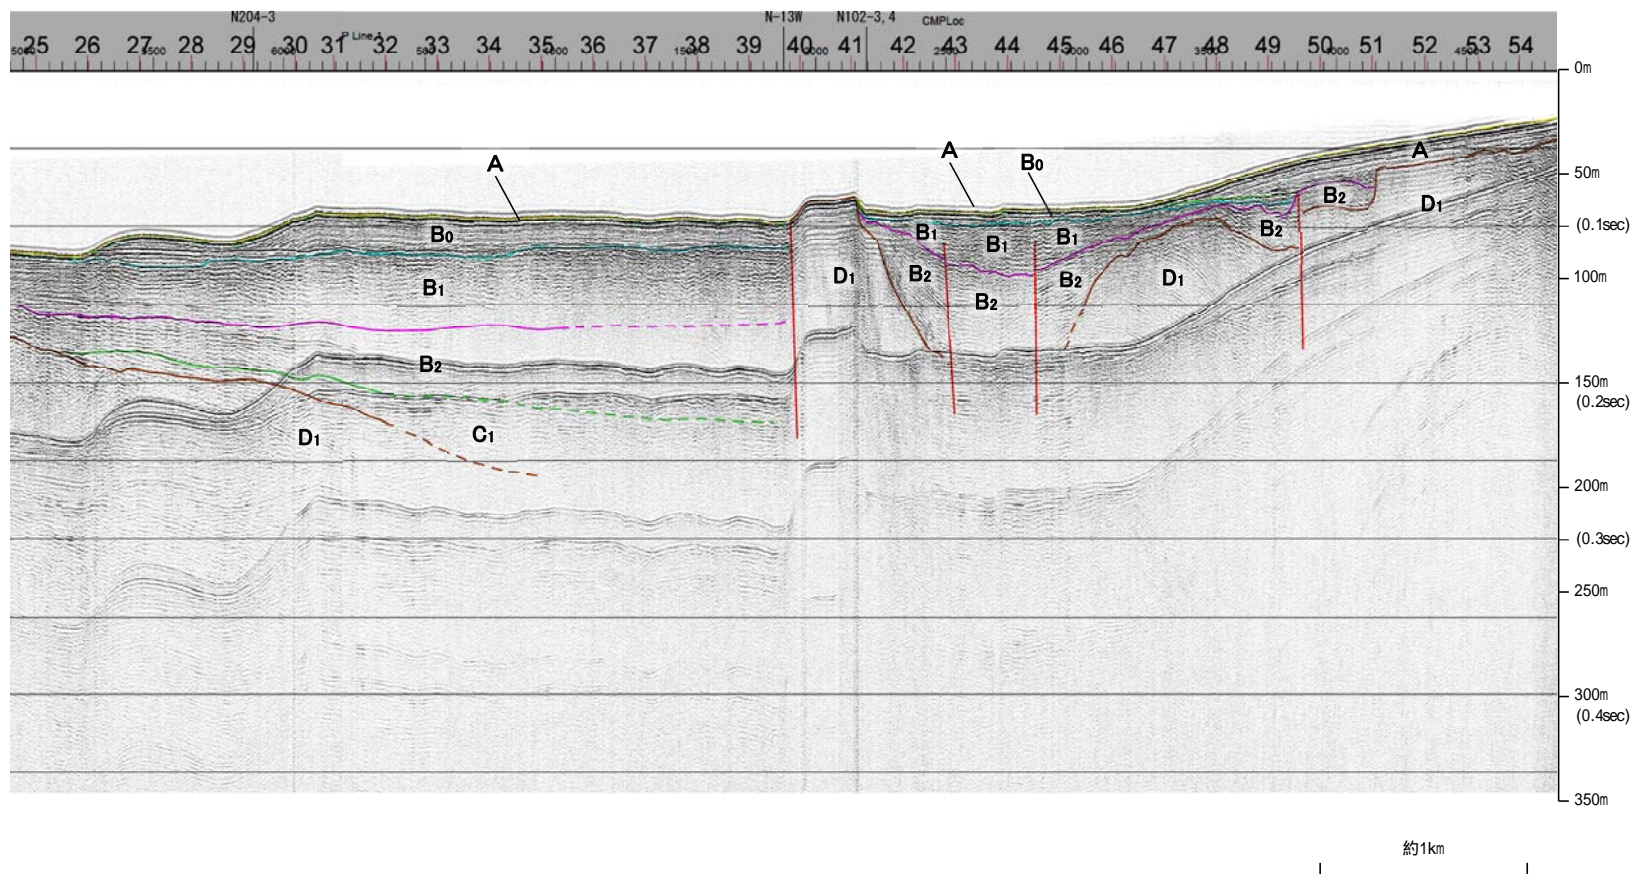 N204-3 N-13W N102-3,4 CMPLoc
P Line
25 26 27 28 29 30 31 32 33 34 35 36 37 38 39 40 41 42 43 44 45 46 47 48 49 50 51 52 53 54
0m
A
A B0 A
50m
B2 D1
B0 B1 B1 B1 B2
(0.1sec)
B1 D1 B2 B2 B2 D1
100m
B2
150m
(0.2sec)
D1 C1
200m
(0.3sec)
250m
300m
(0.4sec)
350m
約1km